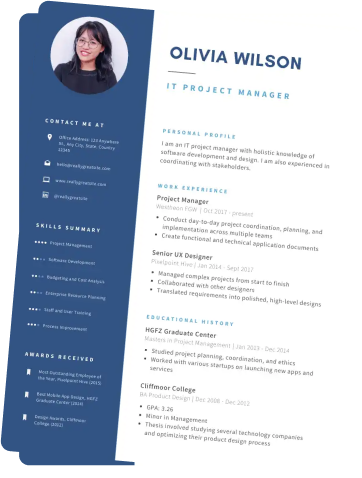 OLIVIA WILSON
IT PROJECT MANAGER
CONTACT ME AT
Office Address: 123 Anywhere
St., Any City, State, Country
12345
hello@reallygreatsite.com
www.reallygreatsite.com
@reallygreatsite
SKILLS SUMMARY
Project Management
Software Development
Budgeting and Cost Analysis
Enterprise Resource Planning
Staff and User Training
Process Improvement
AWARDS RECEIVED
Most Outstanding Employee of
the Year, Pixelpoint Hive (2015)
Best Mobile App Design, HGFZ
Graduate Center (2014)
Design Awards, Cliffmoor
College (2012)
PERSONAL PROFILE
I am an IT project manager with holistic knowledge of
software development and design. I am also experienced in
coordinating with stakeholders.
WORK EXPERIENCE
Project Manager
Weathwin FGW | Oct 2017 - present
Conduct day-to-day project coordination, planning, and
implementation across multiple teams
Create functional and technical application documents
Senior UX Designer
Pixelpoint Hive | Jan 2014 - Sept 2017
Managed complex projects from start to finish
Collaborated with other designers
Translated requirements into polished, high-level designs
EDUCATIONAL HISTORY
HGFZ Graduate Center
Masters in Project Management | Jan 2013 - Dec 2014
Studied project planning, coordination, and ethics
Worked with various startups on launching new apps and
services
Cliffmoor College
BA Product Design | Dec 2008 - Dec 2012
GPA: 3.26
Minor in Management
Thesis involved studying several technology companies
and optimizing their product design process